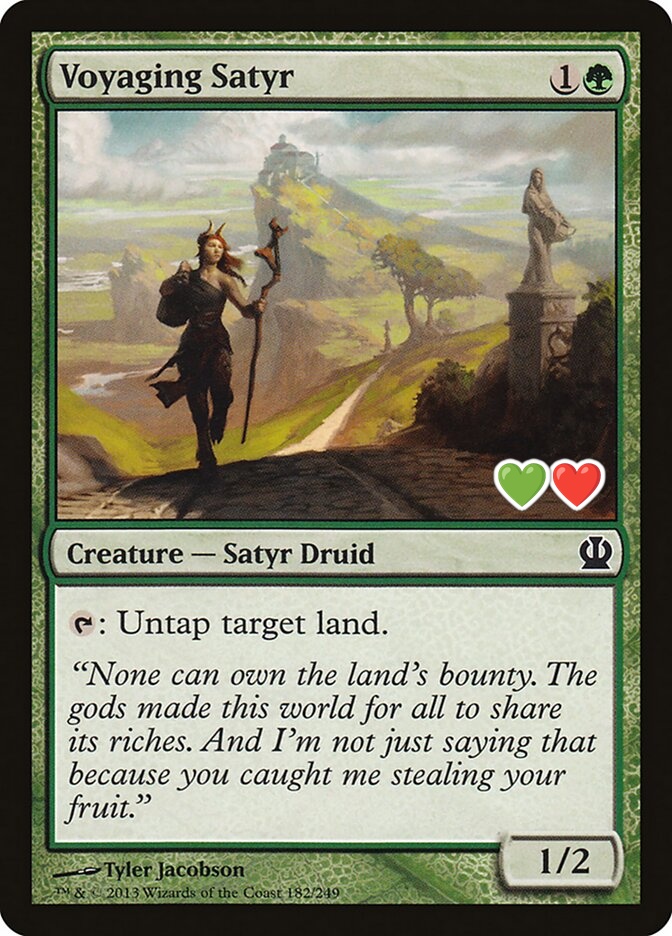 Voyaging Satyr 1
Creature — Satyr Druid
: Untap target land.
“None can own the land’s bounty. The
gods made this world for all to share
its riches. And I’m not just saying that
because you caught me stealing your
fruit.”
1/2
Tyler Jacobson
™ & © 2013 Wizards of the Coast 182/249